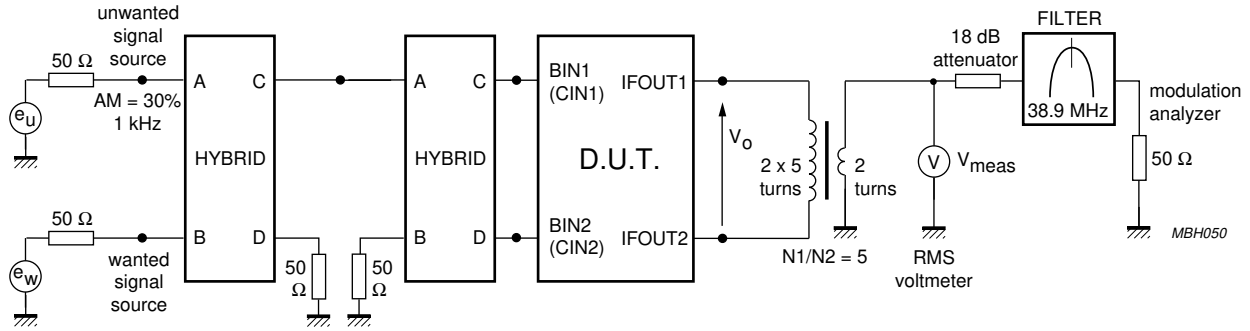 unwanted
signal
source
50 Ω
e_u
AM = 30%
1 kHz
A
C
HYBRID
B
D
50 Ω
e_w
wanted
signal
source
50
Ω
50
Ω
A
C
HYBRID
B
D
BIN1
(CIN1)
IFOUT1
D.U.T.
BIN2
(CIN2)
IFOUT2
V_o
2 x 5
turns
2
turns
N1/N2 = 5
V
V_meas
RMS
voltmeter
18 dB
attenuator
FILTER
38.9 MHz
modulation
analyzer
50 Ω
MBH050